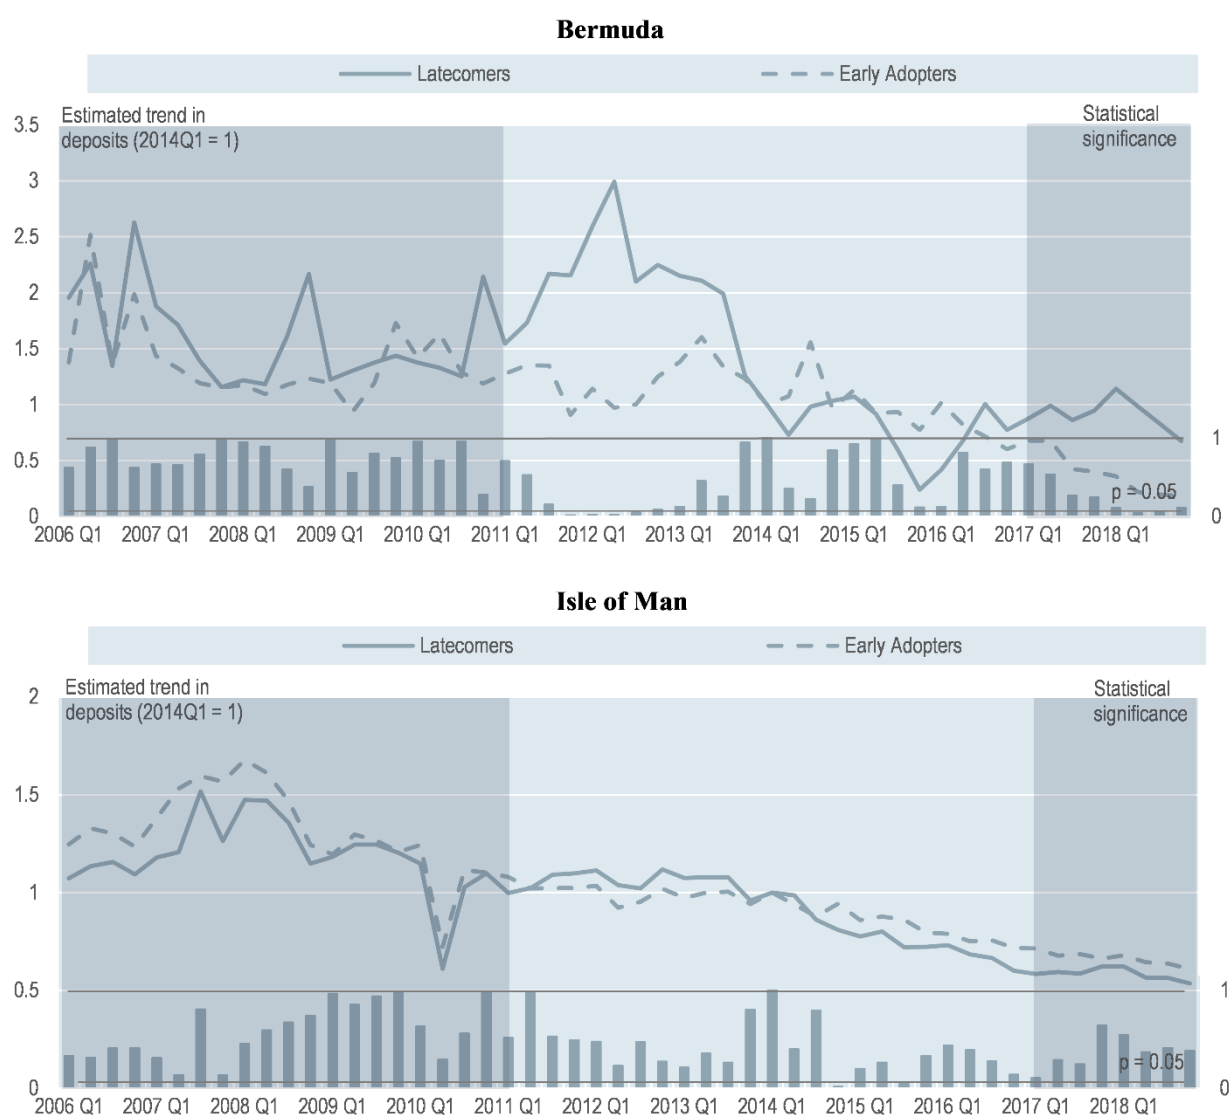 Bermuda
Latecomers
Early Adopters
Estimated trend in
deposits (2014Q1 = 1)
Statistical
significance
3.5
3
2.5
2
1.5
1
1
0.5
p = 0.05
0
0
2006 Q1 2007 Q1 2008 Q1 2009 Q1 2010 Q1 2011 Q1 2012 Q1 2013 Q1 2014 Q1 2015 Q1 2016 Q1 2017 Q1 2018 Q1
Isle of Man
Latecomers
Early Adopters
Estimated trend in
deposits (2014Q1 = 1)
Statistical
significance
2
1.5
1
0.5
1
p = 0.05
0
0
2006 Q1 2007 Q1 2008 Q1 2009 Q1 2010 Q1 2011 Q1 2012 Q1 2013 Q1 2014 Q1 2015 Q1 2016 Q1 2017 Q1 2018 Q1